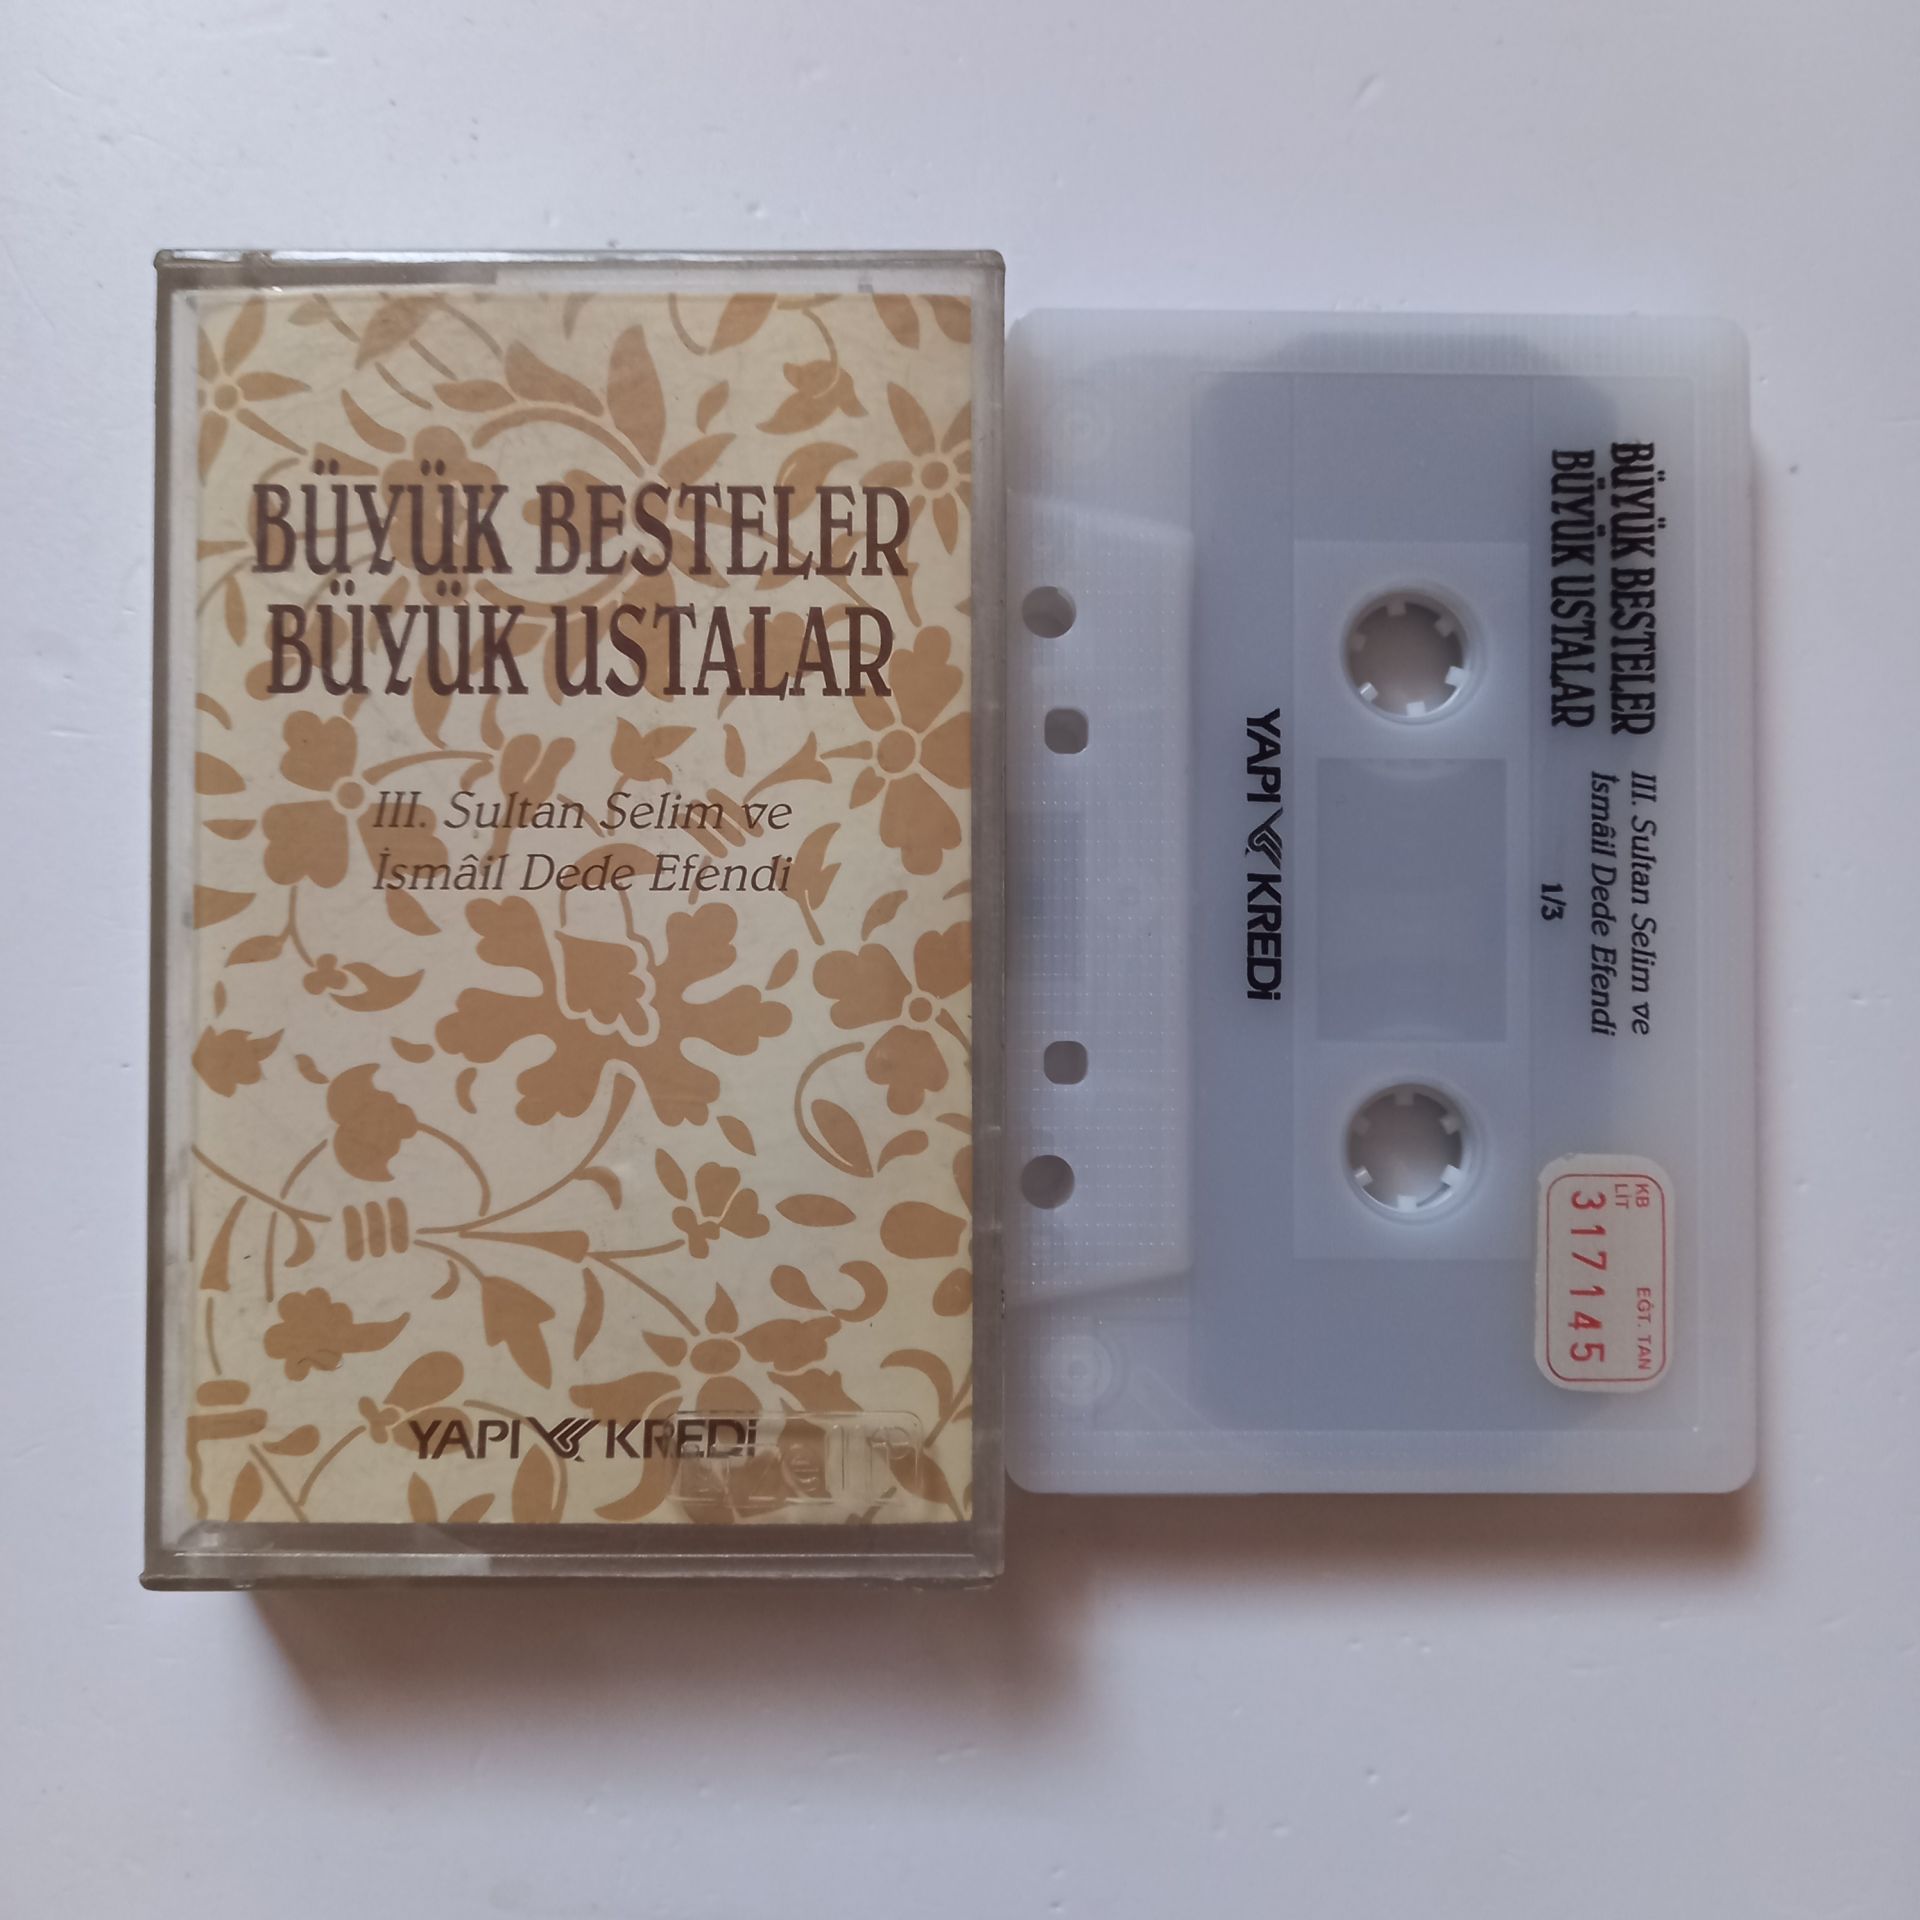 BÜYÜK BESTELER
BÜYÜK USTALAR
III. Sultan Selim ve
İsmâil Dede Efendi
YAPI KREDİ
BÜYÜK BESTELER
BÜYÜK USTALAR
III. Sultan Selim ve
İsmâil Dede Efendi
1/3
YAPI KREDİ
KB EĞT. TAN
LİT
317145